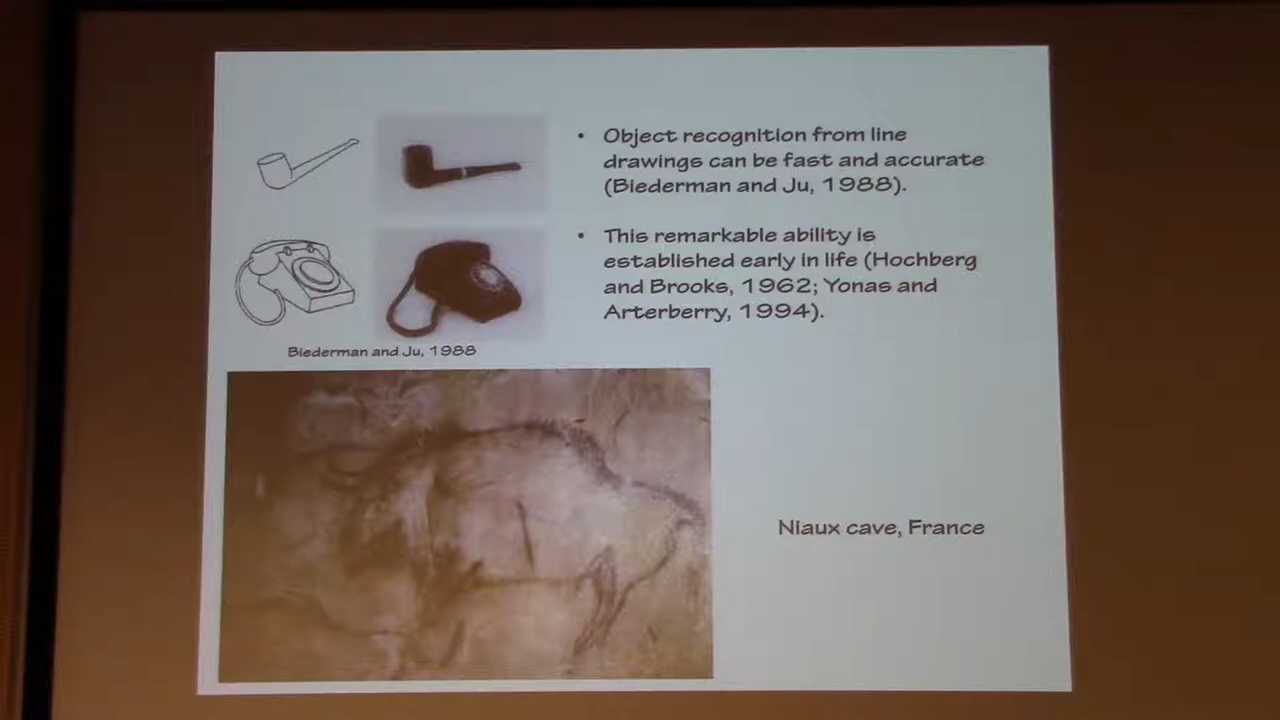 • Object recognition from line
drawings can be fast and accurate
(Biederman and Ju, 1988).
• This remarkable ability is
established early in life (Hochberg
and Brooks, 1962; Yonas and
Arterberry, 1994).
Biederman and Ju, 1988
Niaux cave, France